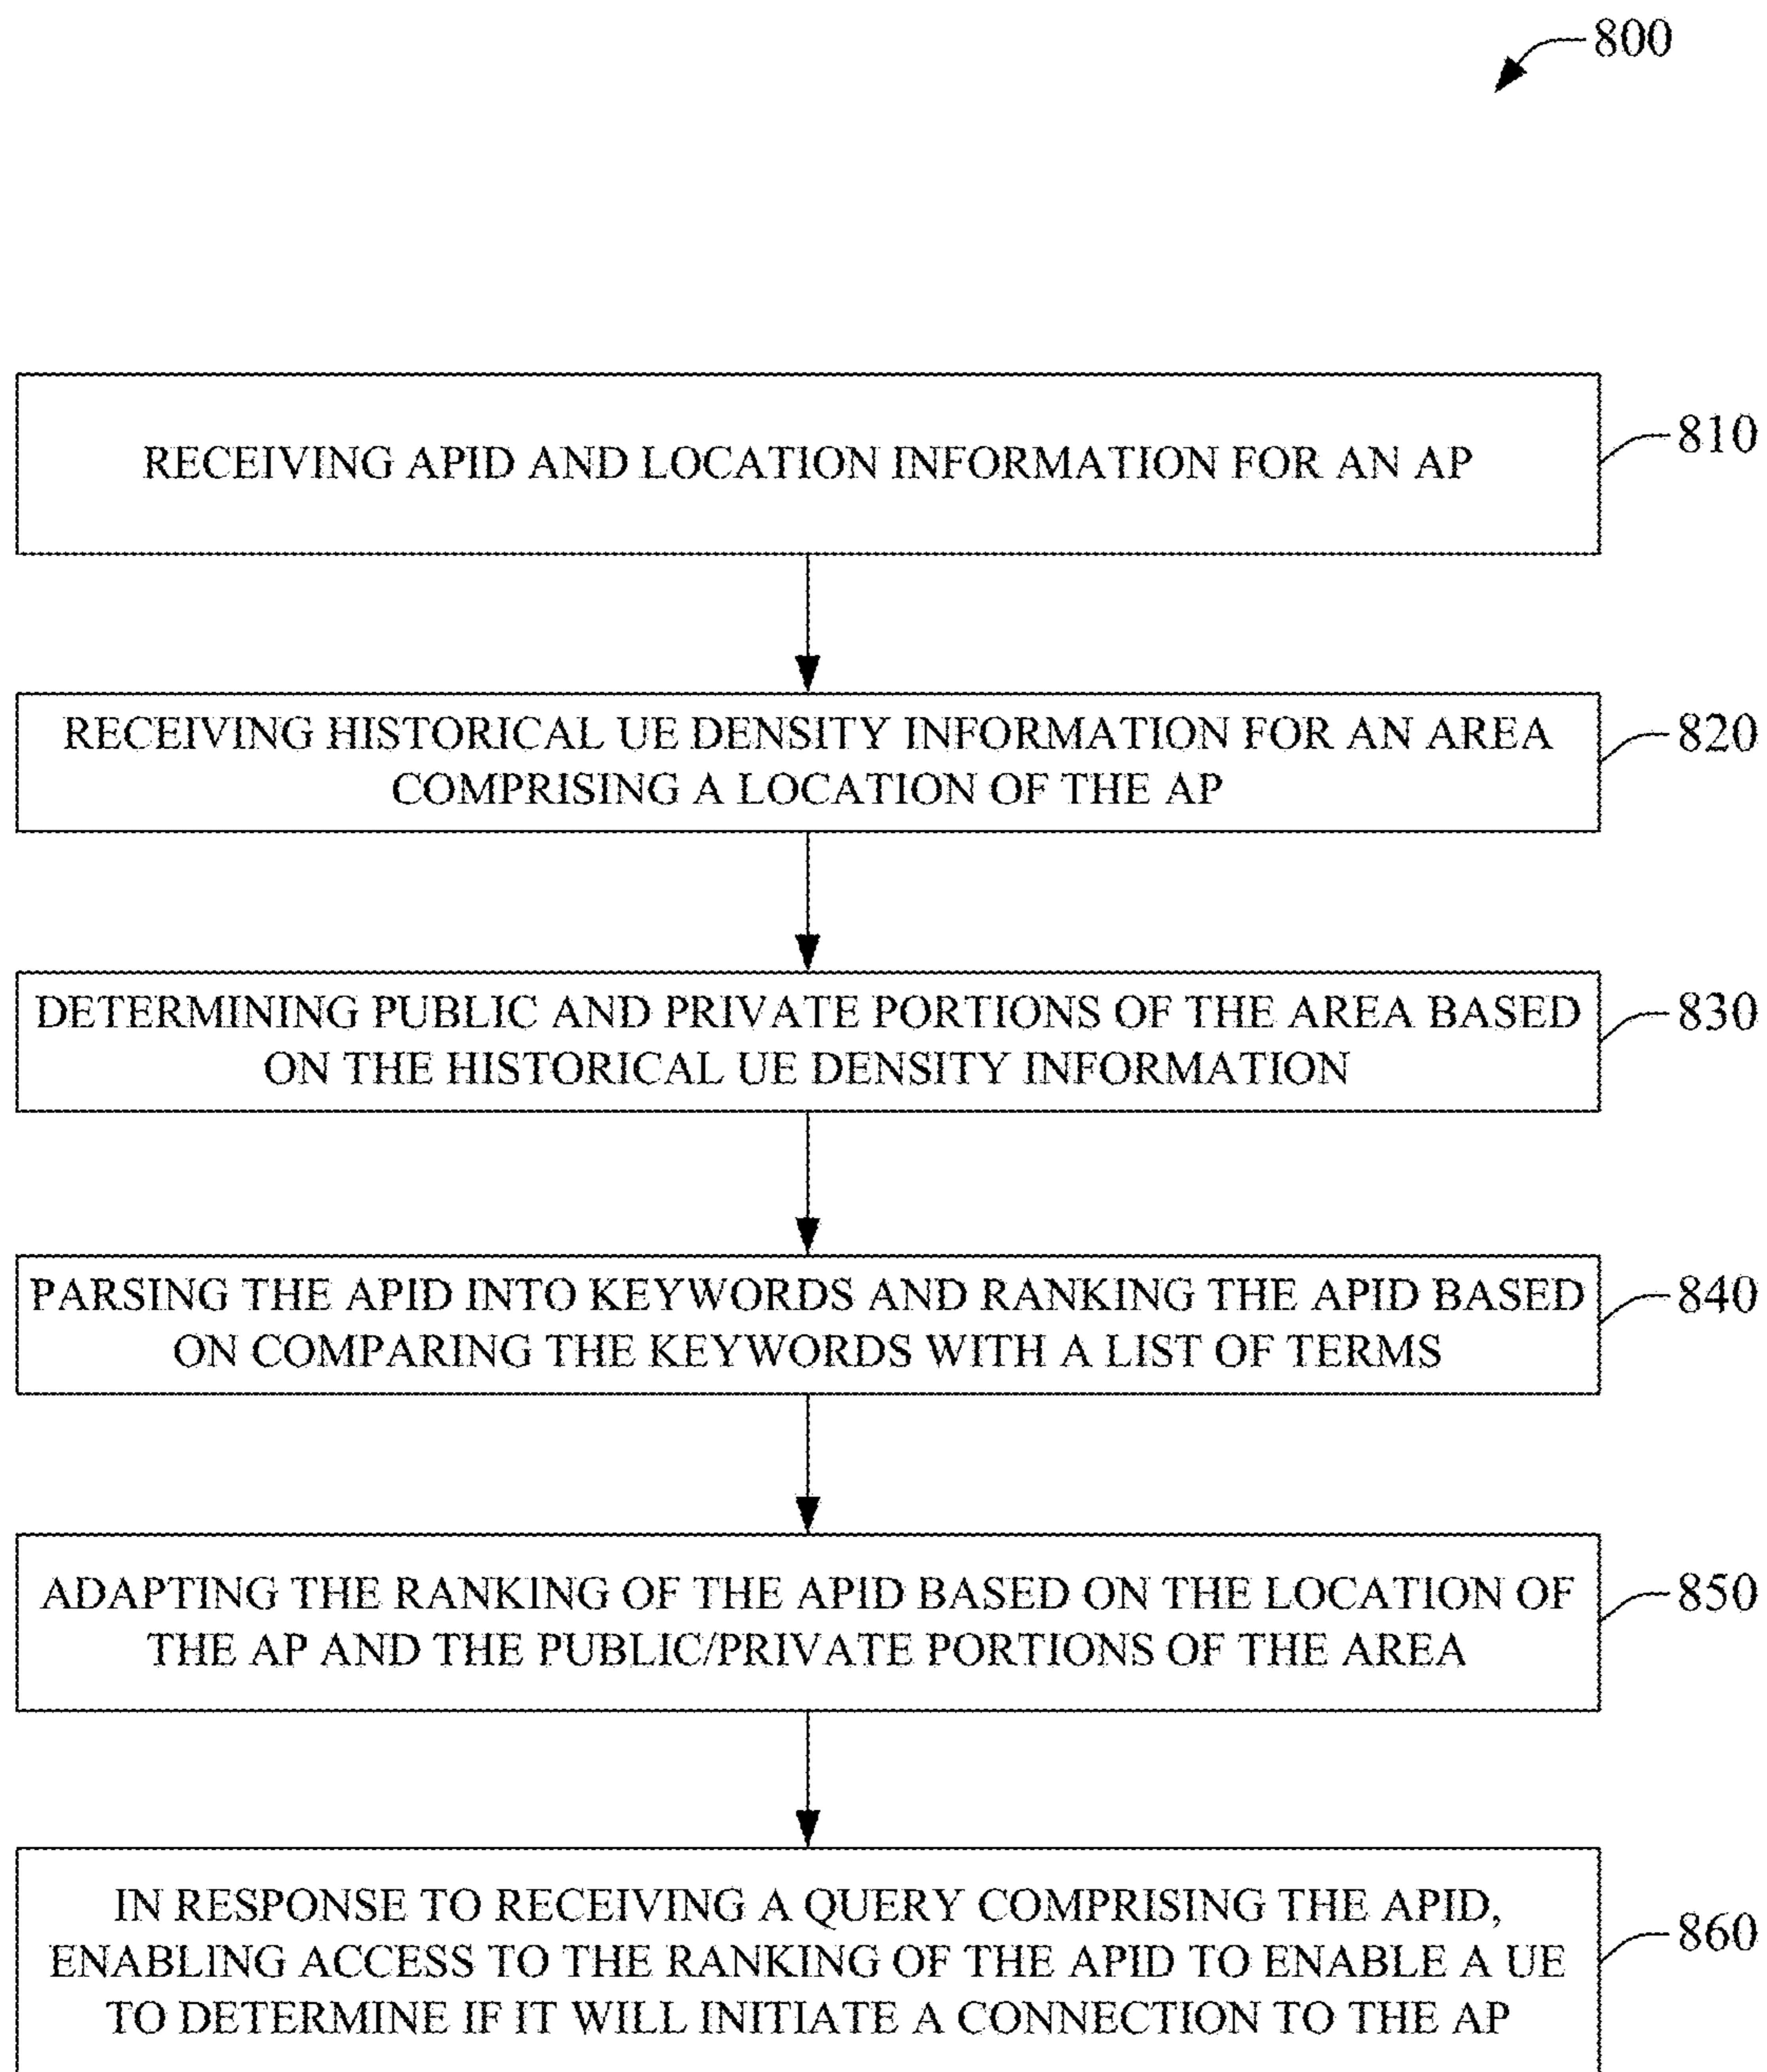 800
RECEIVING APID AND LOCATION INFORMATION FOR AN AP
810
RECEIVING HISTORICAL UE DENSITY INFORMATION FOR AN AREA
COMPRISING A LOCATION OF THE AP
820
DETERMINING PUBLIC AND PRIVATE PORTIONS OF THE AREA BASED
ON THE HISTORICAL UE DENSITY INFORMATION
830
PARSING THE APID INTO KEYWORDS AND RANKING THE APID BASED
ON COMPARING THE KEYWORDS WITH A LIST OF TERMS
840
ADAPTING THE RANKING OF THE APID BASED ON THE LOCATION OF
THE AP AND THE PUBLIC/PRIVATE PORTIONS OF THE AREA
850
IN RESPONSE TO RECEIVING A QUERY COMPRISING THE APID,
ENABLING ACCESS TO THE RANKING OF THE APID TO ENABLE A UE
TO DETERMINE IF IT WILL INITIATE A CONNECTION TO THE AP
860